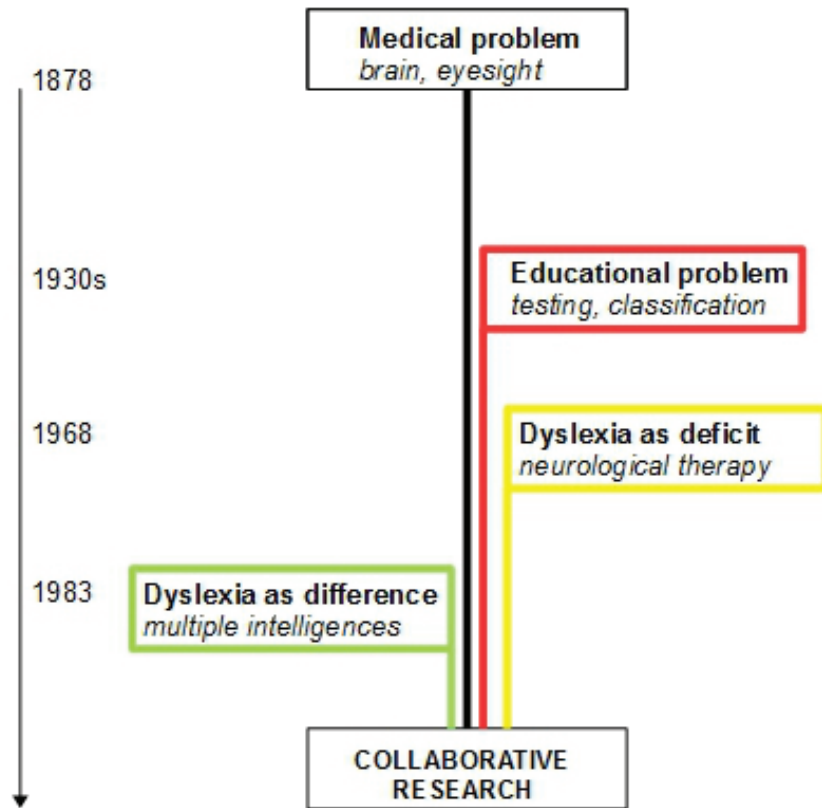 Medical problem
brain, eyesight
1878
1930s
Educational problem
testing, classification
1968
Dyslexia as deficit
neurological therapy
1983
Dyslexia as difference
multiple intelligences
COLLABORATIVE
RESEARCH